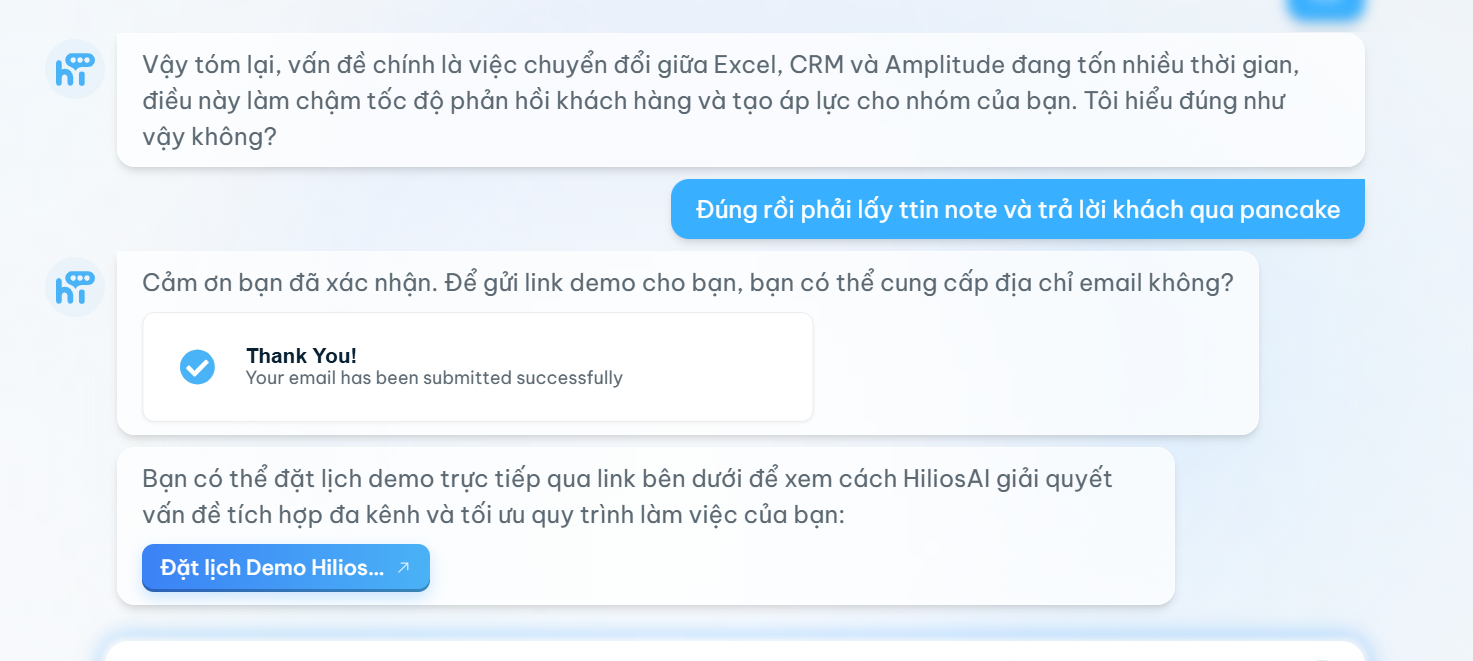 Vậy tóm lại, vấn đề chính là việc chuyển đổi giữa Excel, CRM và Amplitude đang tốn nhiều thời gian,
điều này làm chậm tốc độ phản hồi khách hàng và tạo áp lực cho nhóm của bạn. Tôi hiểu đúng như
vậy không?
Đúng rồi phải lấy ttin note và trả lời khách qua pancake
Cảm ơn bạn đã xác nhận. Để gửi link demo cho bạn, bạn có thể cung cấp địa chỉ email không?
Thank You!
Your email has been submitted successfully
Bạn có thể đặt lịch demo trực tiếp qua link bên dưới để xem cách HiliosAI giải quyết
vấn đề tích hợp đa kênh và tối ưu quy trình làm việc của bạn:
Đặt lịch Demo Hilios...